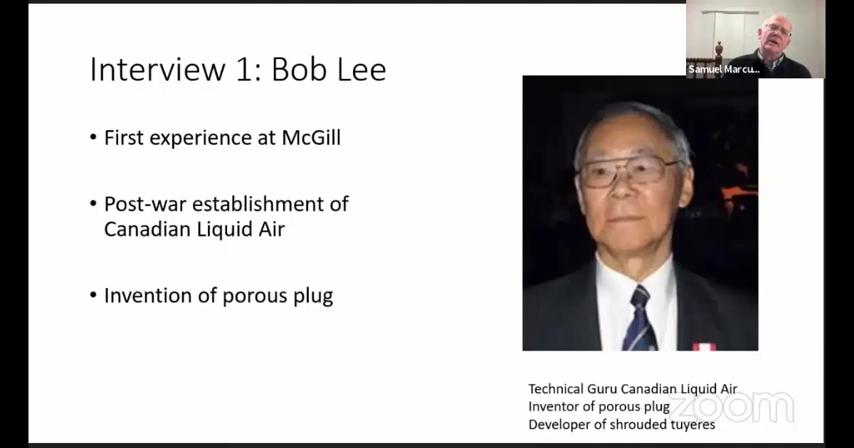 Samuel Marcu...
Interview 1: Bob Lee
• First experience at McGill
• Post-war establishment of
Canadian Liquid Air
• Invention of porous plug
Technical Guru Canadian Liquid Air
Inventor of porous plug
Developer of shrouded tuyeres
zoom